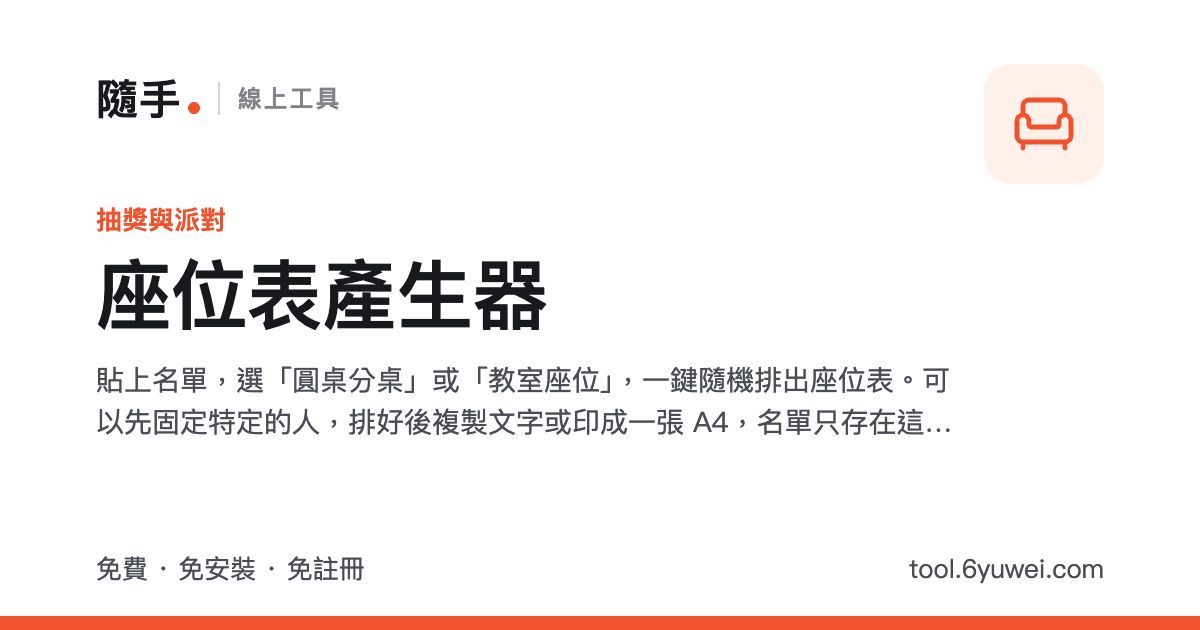 隨手.
線上工具
抽獎與派對
座位表產生器
貼上名單，選「圓桌分桌」或「教室座位」，一鍵隨機排出座位表。可
以先固定特定的人，排好後複製文字或印成一張 A4，名單只存在這…
免費 · 免安裝 · 免註冊
tool.6yuwei.com